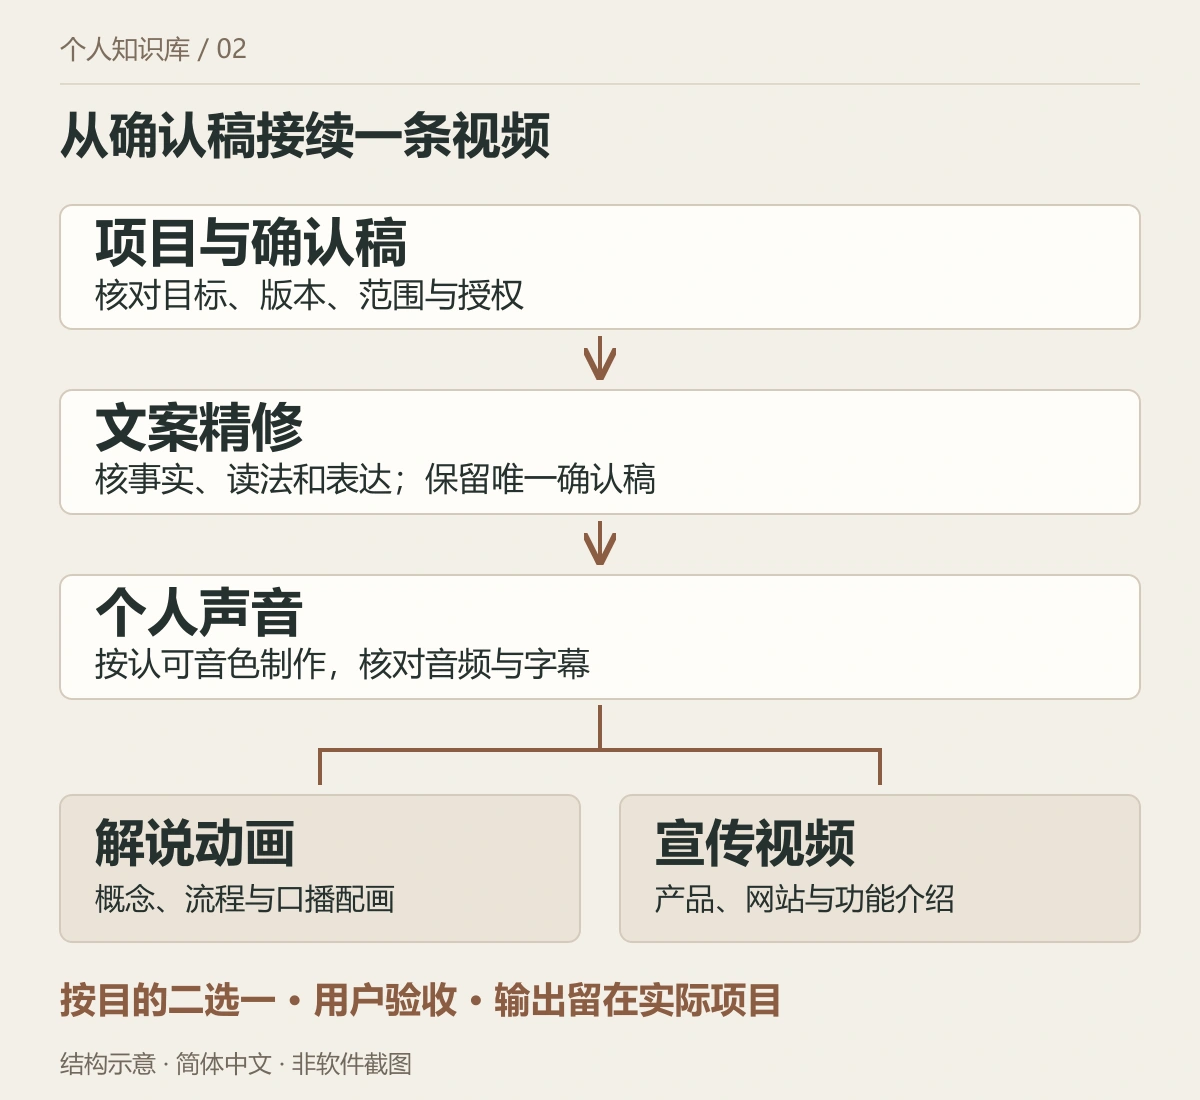 个人知识库 / 02
从确认稿接续一条视频
项目与确认稿
核对目标、版本、范围与授权
文案精修
核事实、读法和表达；保留唯一确认稿
个人声音
按认可音色制作，核对音频与字幕
解说动画
概念、流程与口播配画
宣传视频
产品、网站与功能介绍
按目的二选一 • 用户验收 • 输出留在实际项目
结构示意 · 简体中文 · 非软件截图